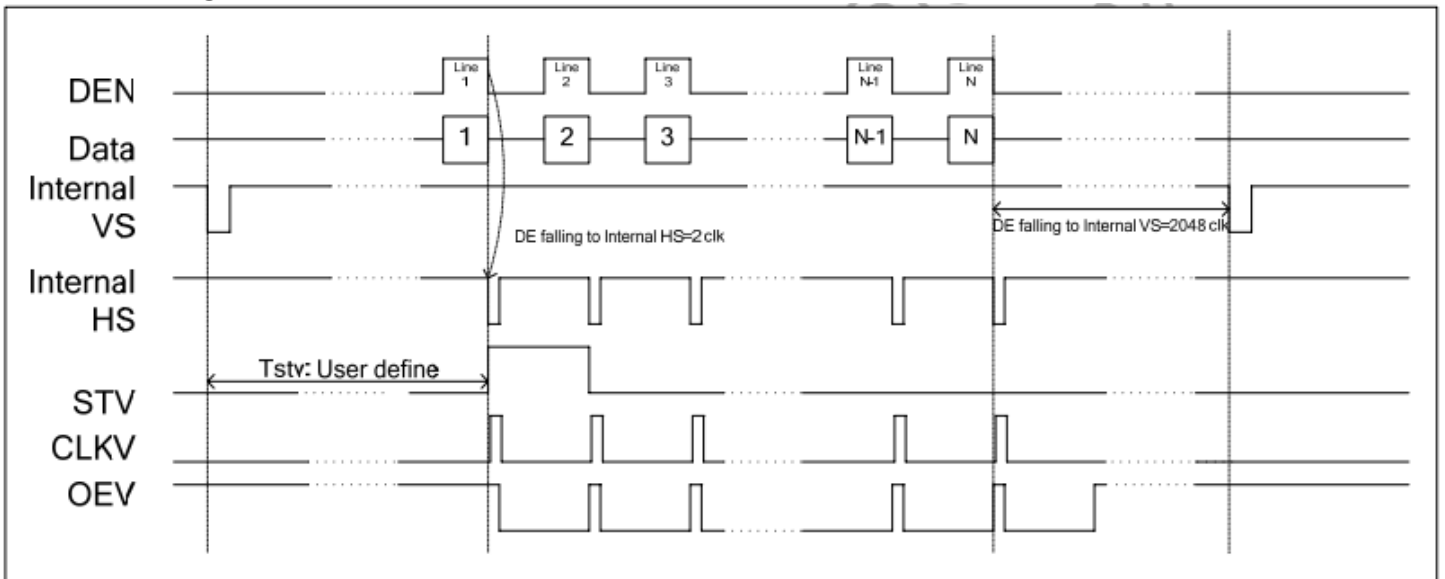 DEN
Line
1
Line
2
Line
3
Line
N-1
Line
N
Data
1
2
3
N-1
N
Internal
VS
DE falling to Internal HS=2 clk
DE falling to Internal VS=2048 clk
Internal
HS
Tstv: User define
STV
CLKV
OEV